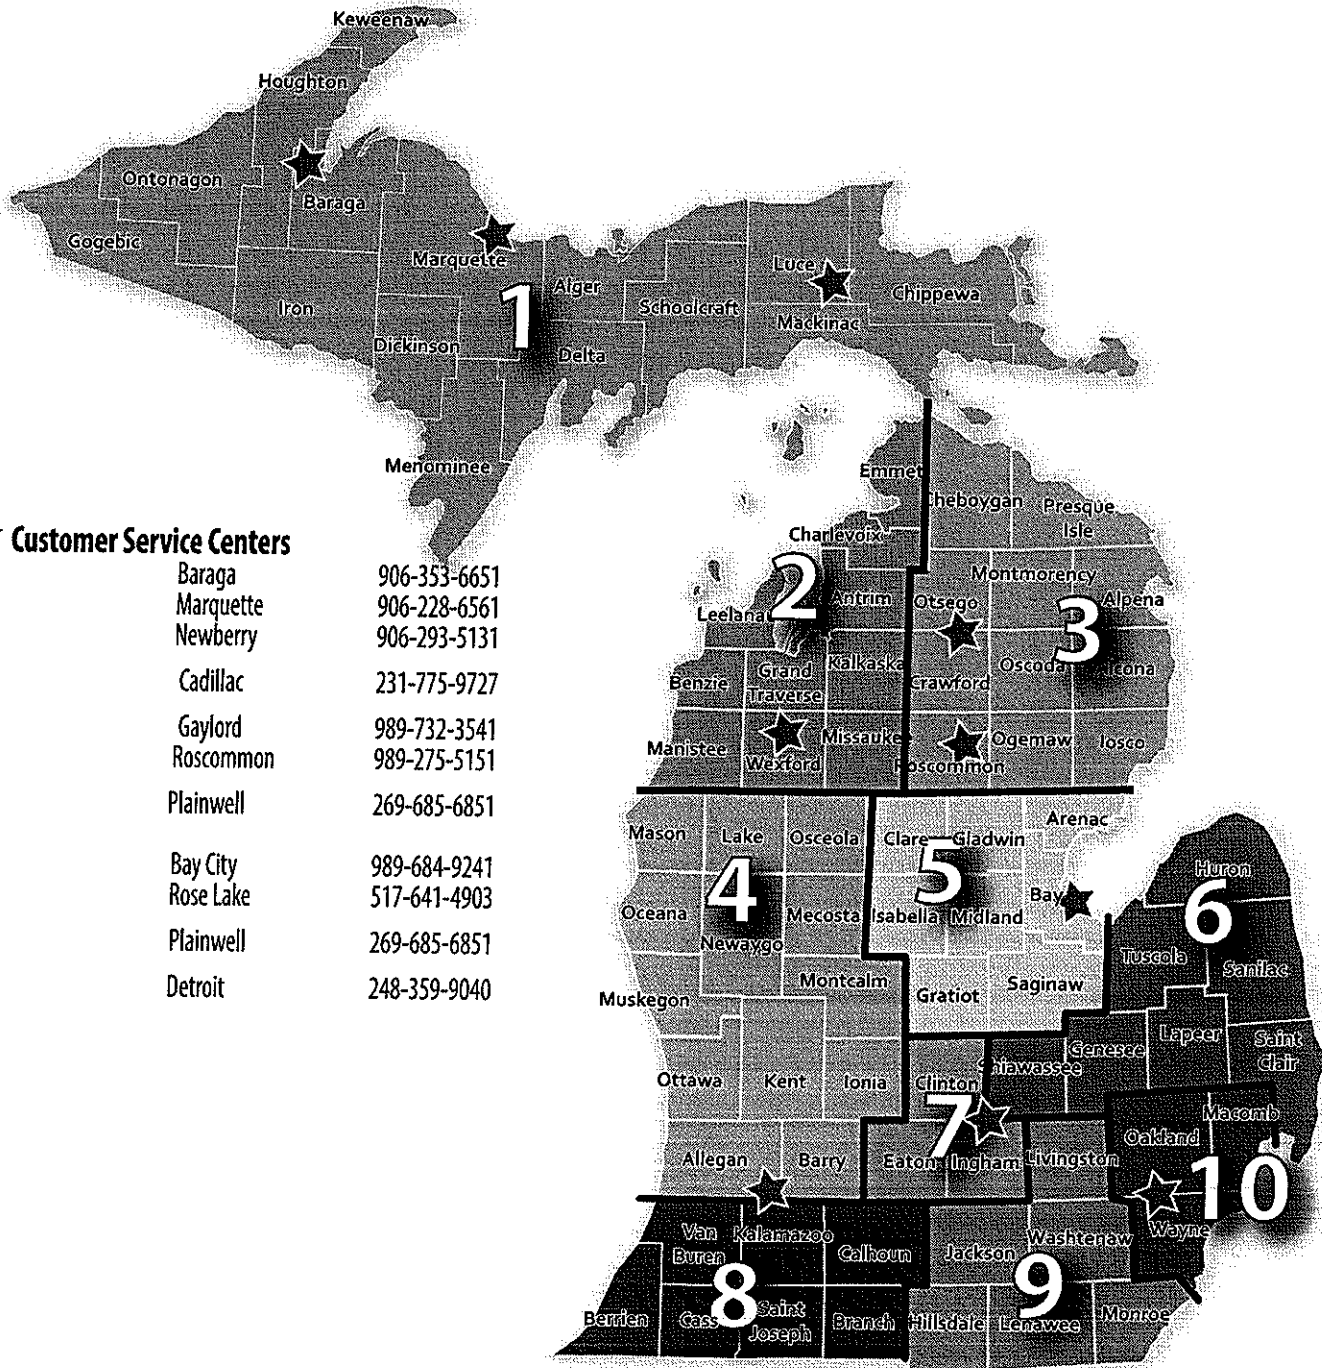 Keweenaw
Houghton
Ontonagon
Baraga
Gogebic
Marquette
Luce
Alger
Chippewa
1
Iron
Schoolcraft
Mackinac
Dickinson
Delta
Menominee
Emmet
Cheboygan
Presque
Isle
Charlevoix
Customer Service Centers
Baraga 906-353-6651
Marquette 906-228-6561
Newberry 906-293-5131
Cadillac 231-775-9727
Gaylord 989-732-3541
Roscommon 989-275-5151
Plainwell 269-685-6851
Bay City 989-684-9241
Rose Lake 517-641-4903
Plainwell 269-685-6851
Detroit 248-359-9040
2
Antrim
Leelanau
Montmorency
Otsego
Alpena
3
Benzie
Grand
Traverse
Kalkaska
Crawford
Oscoda
Alcona
Manistee
Wexford
Missaukee
Roscommon
Ogemaw
Iosco
Mason
Lake
Osceola
Clare
Gladwin
Arenac
4
5
Bay
Huron
6
Oceana
Newaygo
Mecosta
Isabella
Midland
Tuscola
Sanilac
Muskegon
Montcalm
Gratiot
Saginaw
Ottawa
Kent
Ionia
Clinton
Shiawassee
Genesee
Lapeer
Saint
Clair
7
Allegan
Barry
Eaton
Ingham
Livingston
Oakland
Macomb
10
Wayne
Van
Buren
Kalamazoo
Calhoun
Jackson
Washtenaw
8
9
Berrien
Cass
Saint
Joseph
Branch
Hillsdale
Lenawee
Monroe